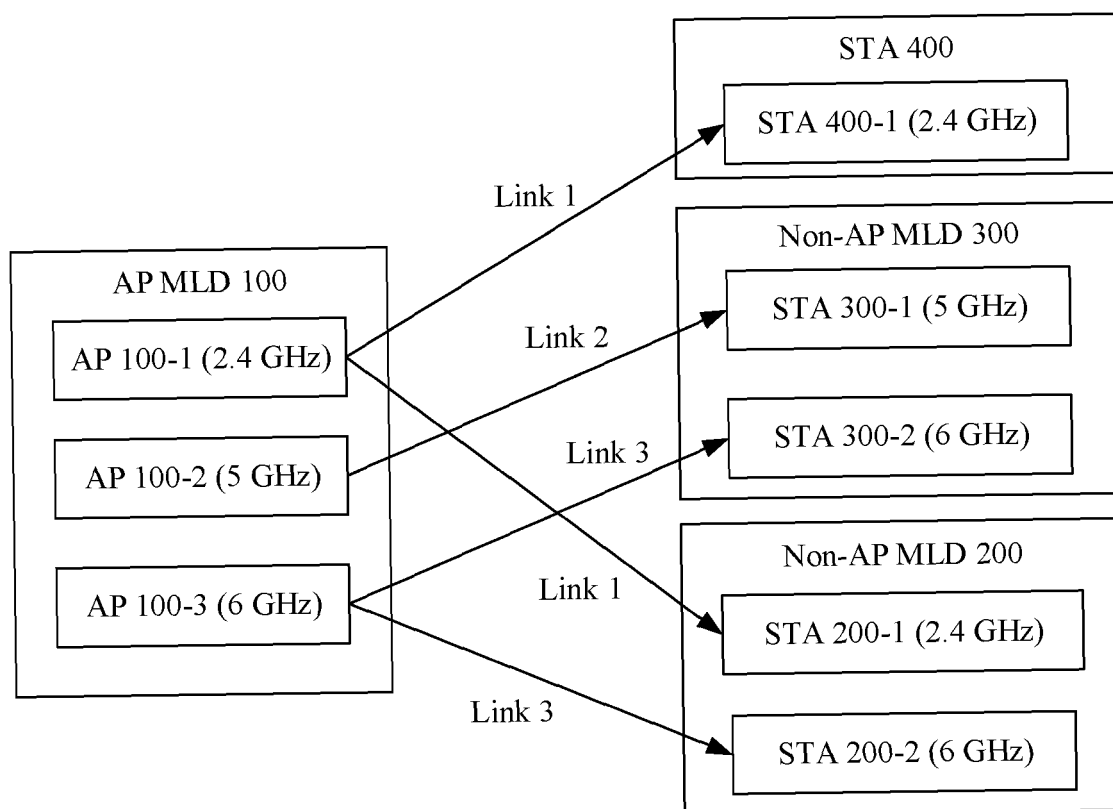 STA 400
STA 400-1 (2.4 GHz)
Link 1
Non-AP MLD 300
AP MLD 100
STA 300-1 (5 GHz)
AP 100-1 (2.4 GHz)
Link 2
STA 300-2 (6 GHz)
Link 3
AP 100-2 (5 GHz)
Non-AP MLD 200
Link 1
AP 100-3 (6 GHz)
STA 200-1 (2.4 GHz)
Link 3
STA 200-2 (6 GHz)